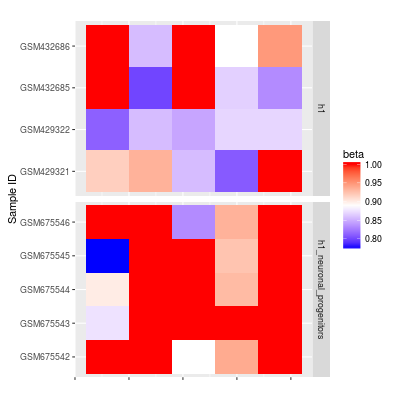 GSM432686
GSM432685
GSM429322
GSM429321
h1
GSM675546
GSM675545
GSM675544
GSM675543
GSM675542
h1_neuronal_progenitors
Sample ID
beta
1.00
0.95
0.90
0.85
0.80